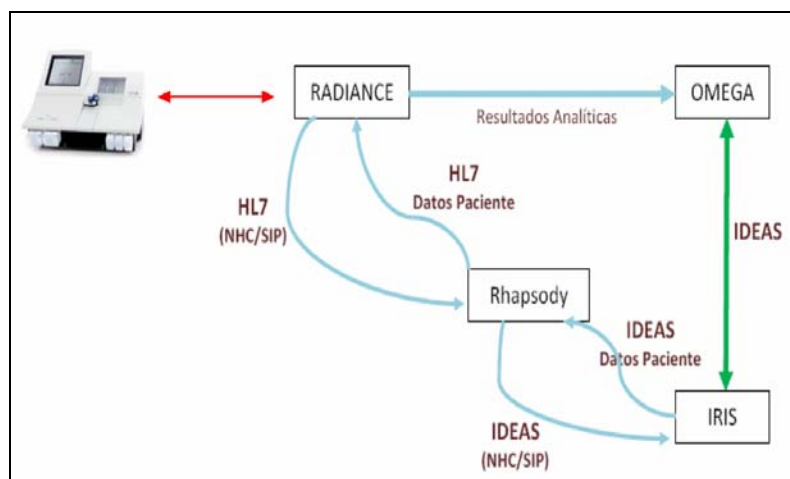 RADIANCE
OMEGA
Resultados Analíticas
HL7
Datos Paciente
HL7
(NHC/SIP)
IDEAS
Rhapsody
IDEAS
Datos Paciente
IRIS
IDEAS
(NHC/SIP)